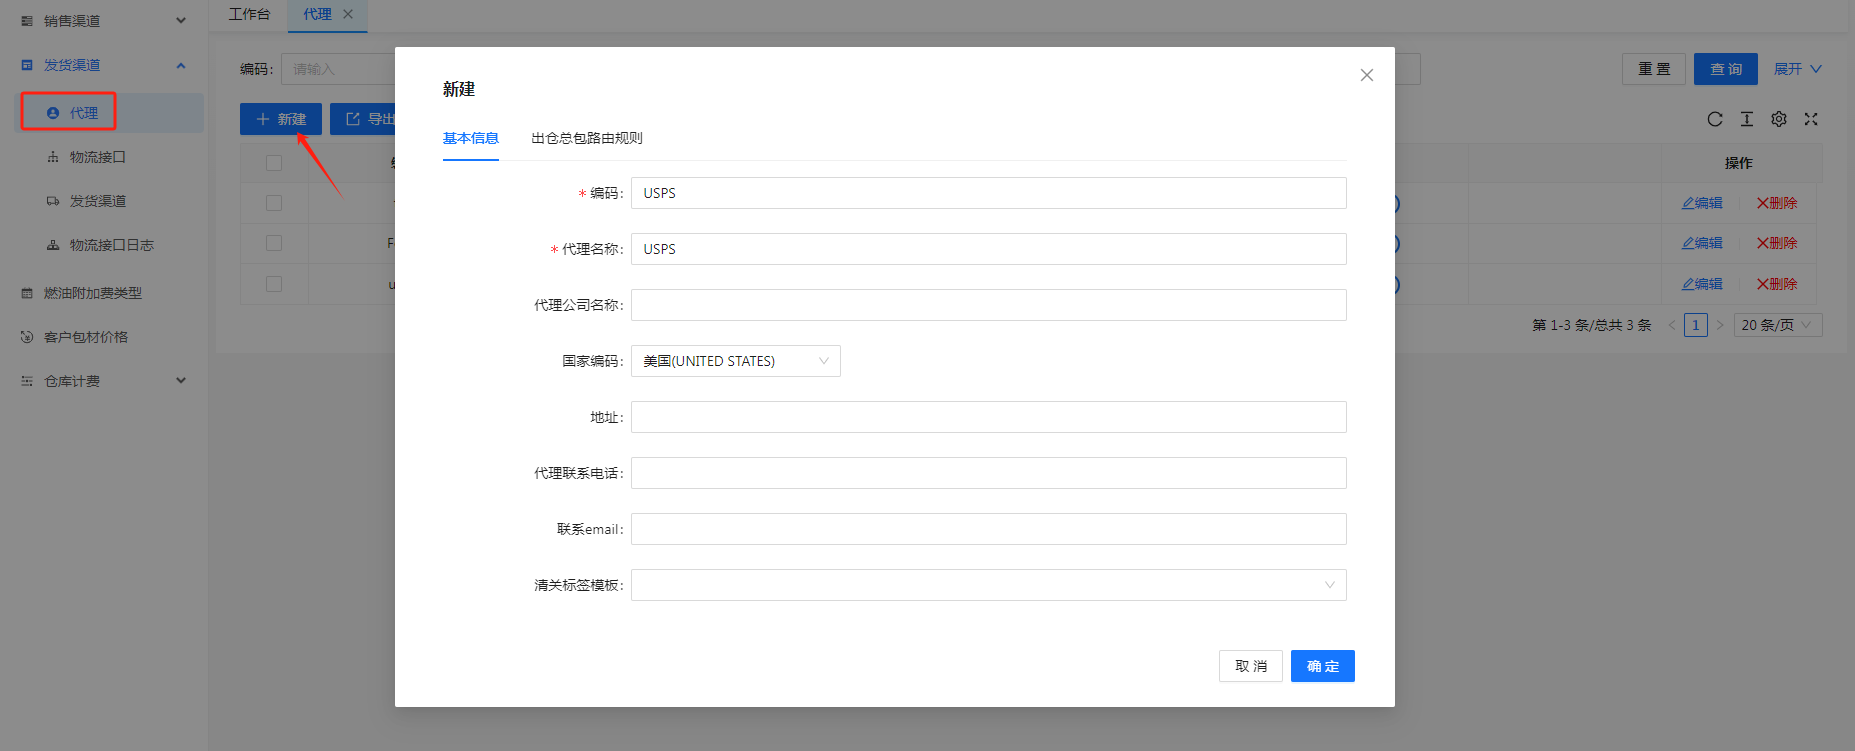 销售渠道
发货渠道
代理
物流接口
发货渠道
物流接口日志
燃油附加费类型
客户包材价格
仓库计费
工作台
代理
编码:
请输入
重 置
查 询
展开
新建
导出
操作
编辑
删除
编辑
删除
编辑
删除
第 1-3 条/总共 3 条
1
20 条/页
新建
基本信息
出仓总包路由规则
* 编码: USPS
* 代理名称: USPS
代理公司名称:
国家编码: 美国(UNITED STATES)
地址:
代理联系电话:
联系email:
清关标签模板:
取 消
确 定